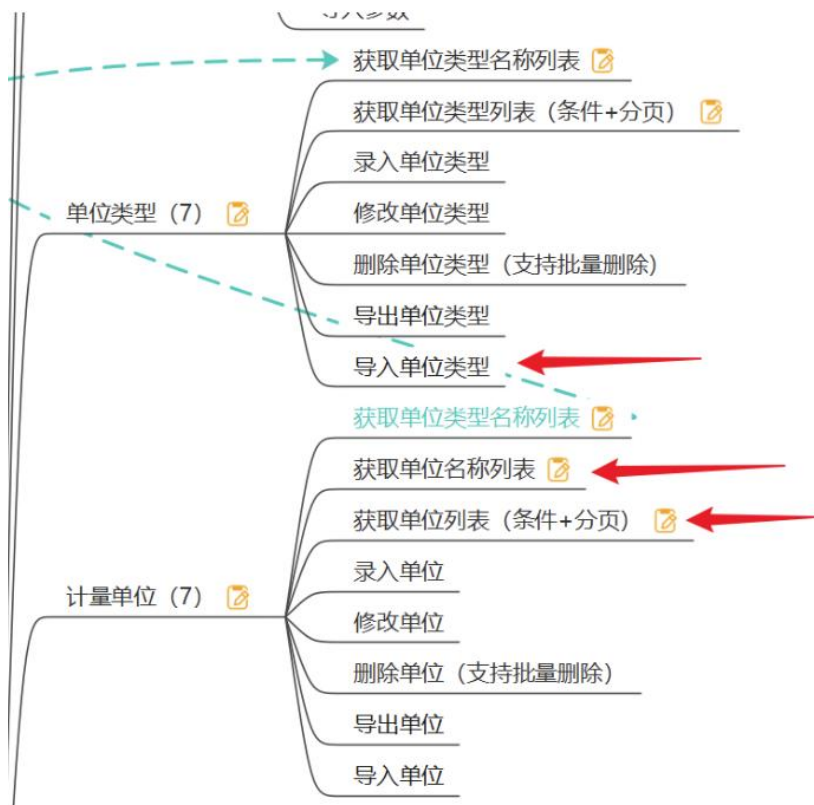 导入参数
获取单位类型名称列表
获取单位类型列表（条件+分页）
录入单位类型
单位类型（7）
修改单位类型
删除单位类型（支持批量删除）
导出单位类型
导入单位类型
获取单位类型名称列表
获取单位名称列表
获取单位列表（条件+分页）
录入单位
计量单位（7）
修改单位
删除单位（支持批量删除）
导出单位
导入单位